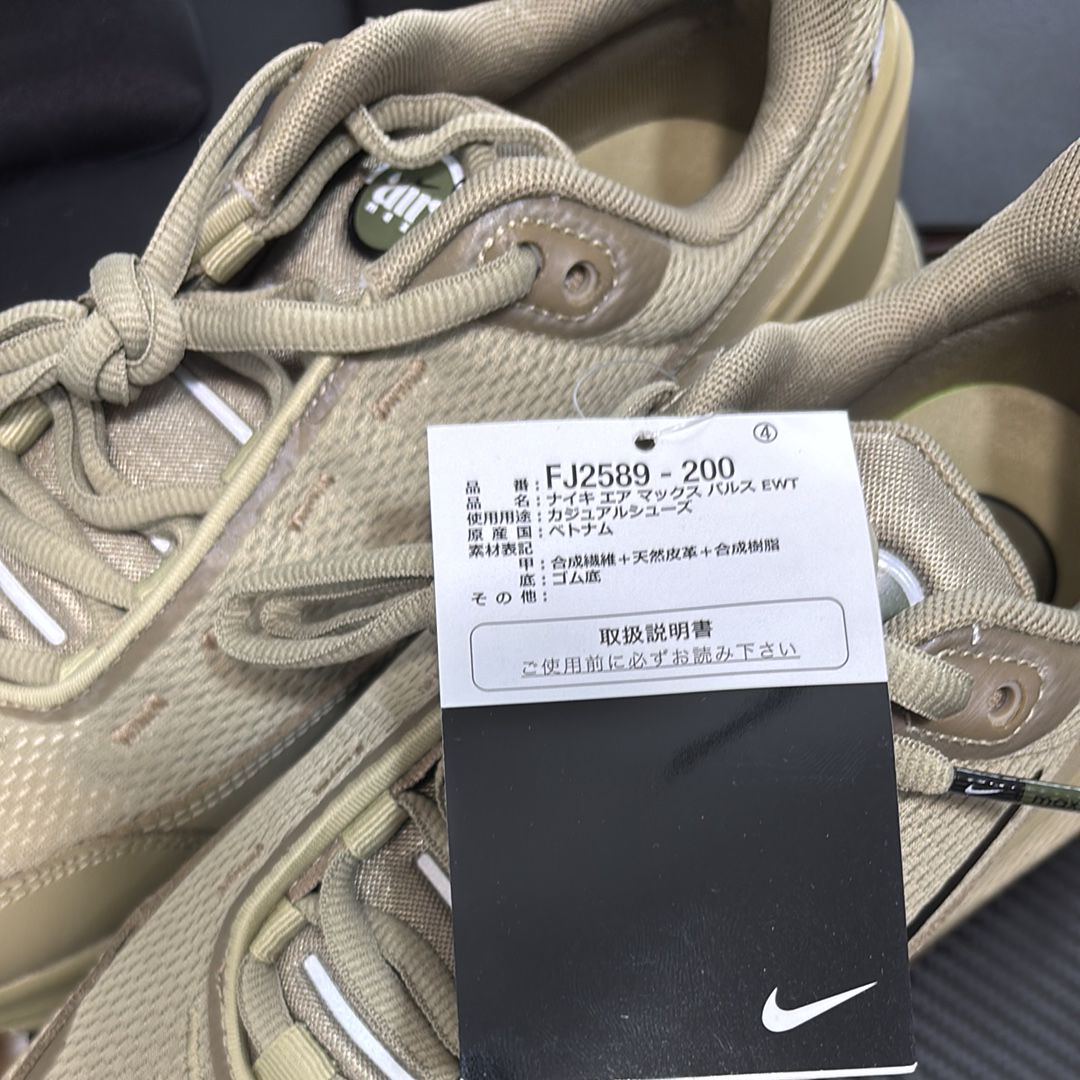 ④
品番：FJ2589 - 200
品名：ナイキ エア マックス パルス EWT
使用用途：カジュアルシューズ
原産国：ベトナム
素材表記
甲：合成繊維＋天然皮革＋合成樹脂
底：ゴム底
その他：
取扱説明書
ご使用前に必ずお読み下さい
AIR
max